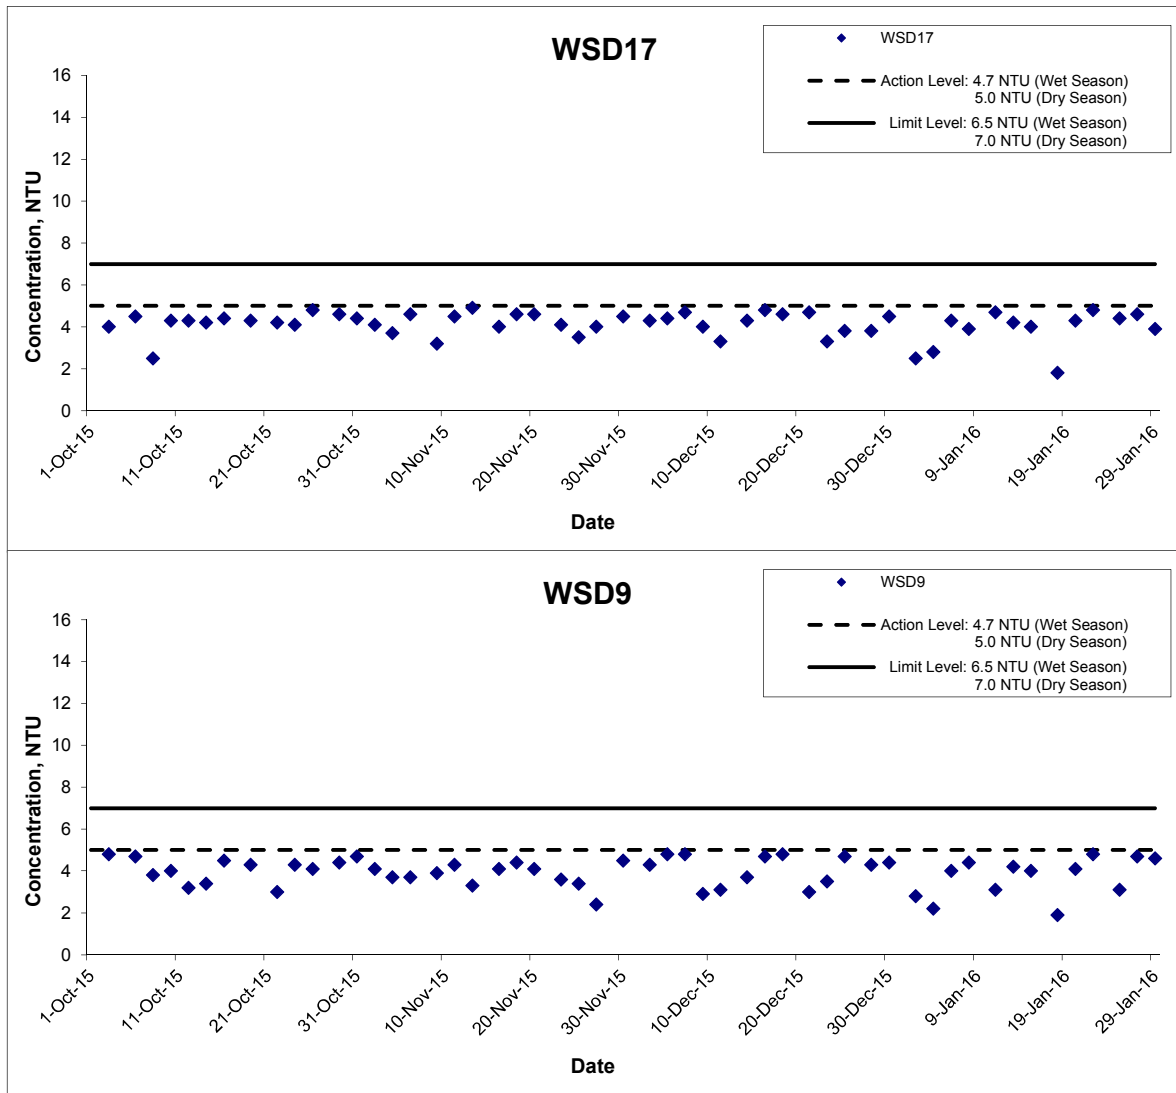 WSD17
WSD17
Action Level: 4.7 NTU (Wet Season)
5.0 NTU (Dry Season)
Limit Level: 6.5 NTU (Wet Season)
7.0 NTU (Dry Season)
Concentration, NTU
16
14
12
10
8
6
4
2
0
1-Oct-15
11-Oct-15
21-Oct-15
31-Oct-15
10-Nov-15
20-Nov-15
30-Nov-15
10-Dec-15
20-Dec-15
30-Dec-15
9-Jan-16
19-Jan-16
29-Jan-16
Date
WSD9
WSD9
Action Level: 4.7 NTU (Wet Season)
5.0 NTU (Dry Season)
Limit Level: 6.5 NTU (Wet Season)
7.0 NTU (Dry Season)
Concentration, NTU
16
14
12
10
8
6
4
2
0
1-Oct-15
11-Oct-15
21-Oct-15
31-Oct-15
10-Nov-15
20-Nov-15
30-Nov-15
10-Dec-15
20-Dec-15
30-Dec-15
9-Jan-16
19-Jan-16
29-Jan-16
Date